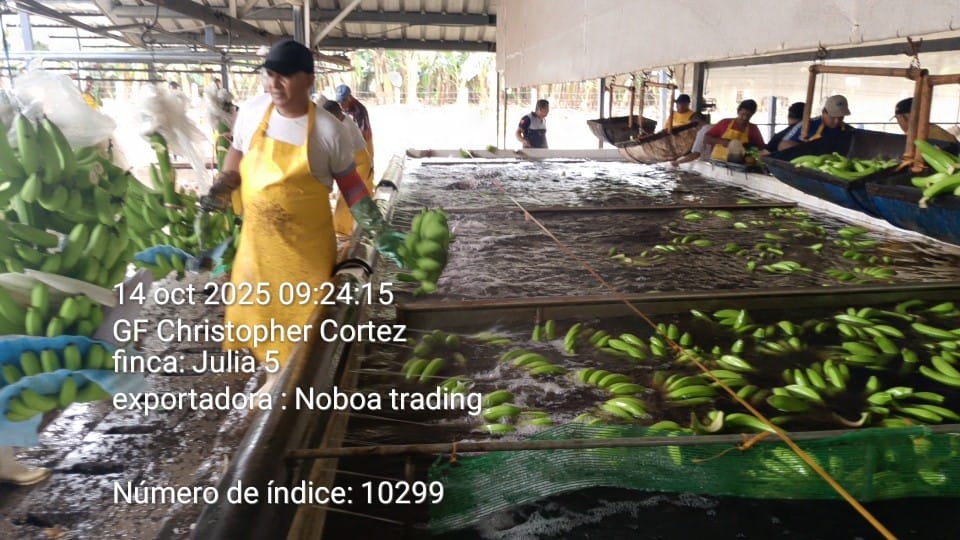 14 oct 2025 09:24:15
GF Christopher Cortez
finca: Julia 5
exportadora : Noboa trading
Número de índice: 10299